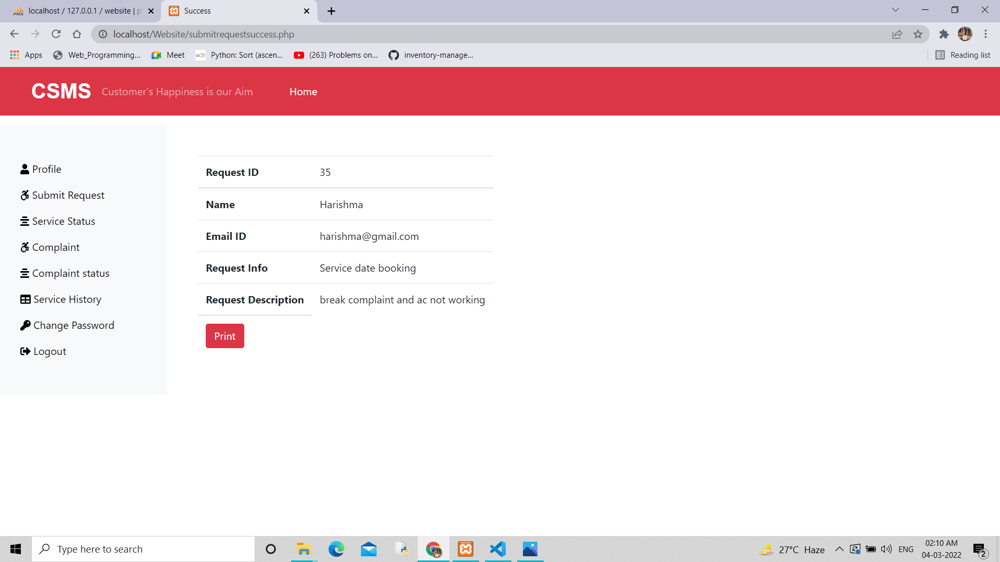 localhost / 127.0.0.1 / website | p
Success
localhost/Website/submitrequestsuccess.php
Apps
Web_Programming...
Meet
w3r
Python: Sort (ascen...
(263) Problems on...
inventory-manage...
Reading list
CSMS Customer's Happiness is our Aim Home
Profile
Submit Request
Service Status
Complaint
Complaint status
Service History
Change Password
Logout
Request ID 35
Name Harishma
Email ID harishma@gmail.com
Request Info Service date booking
Request Description break complaint and ac not working
Print
Type here to search
27°C Haze
ENG
02:10 AM
04-03-2022
2